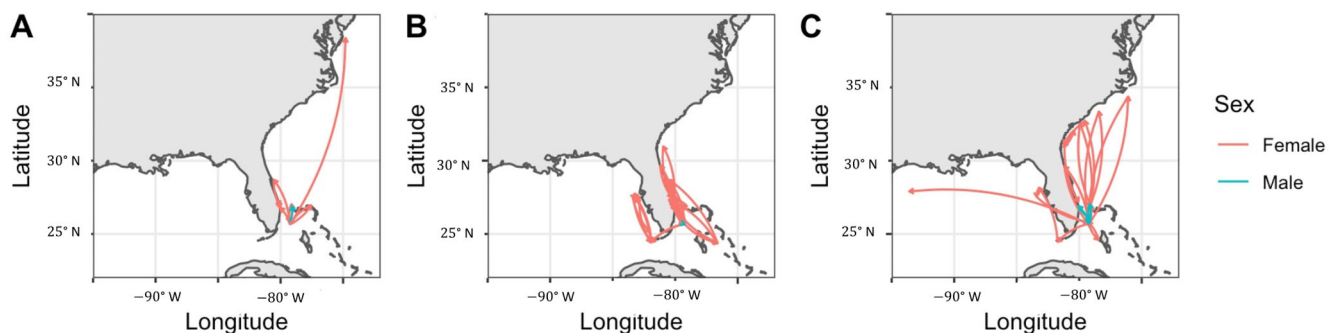 A
B
C
35° N
30° N
25° N
Latitude
−90° W
−80° W
Longitude
35° N
30° N
25° N
Latitude
−90° W
−80° W
Longitude
35° N
30° N
25° N
Latitude
−90° W
−80° W
Longitude
Sex
Female
Male